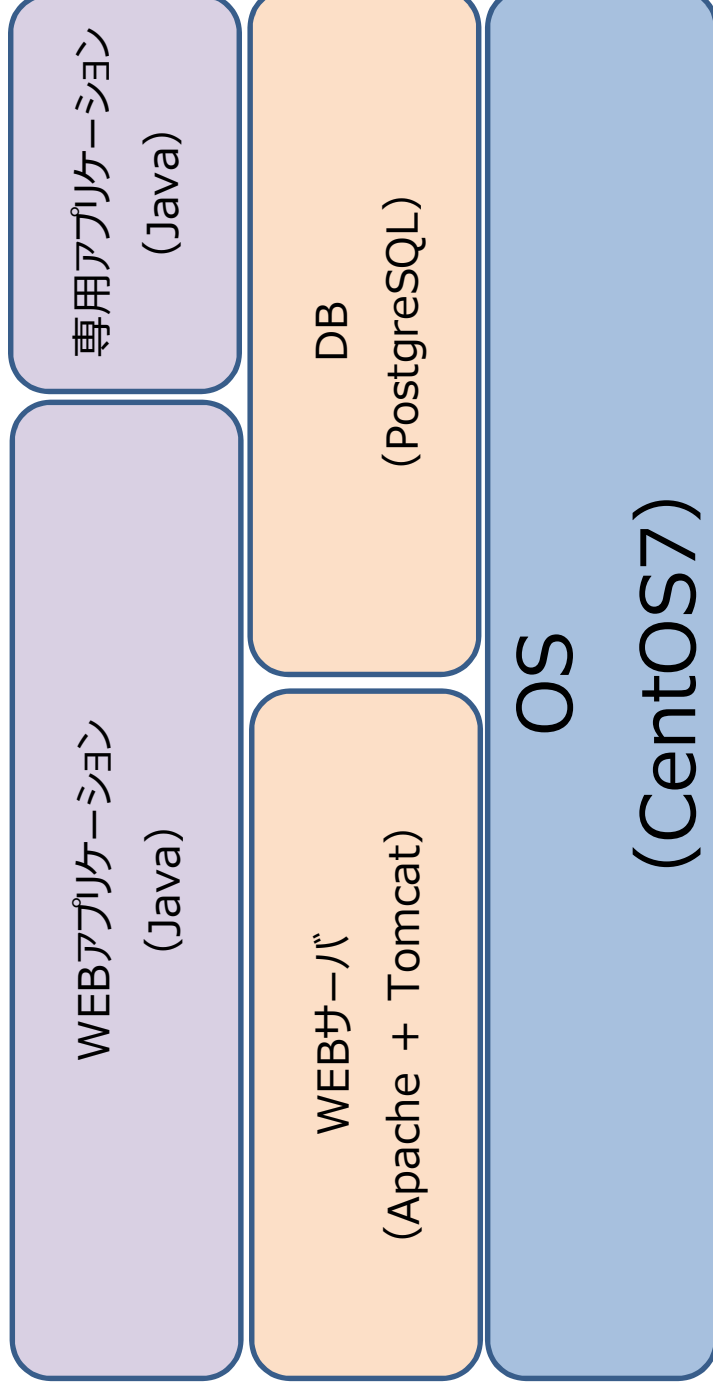 WEBアプリケーション
(Java)
専用アプリケーション
(Java)
WEBサーバ
(Apache + Tomcat)
DB
(PostgreSQL)
OS
(CentOS7)